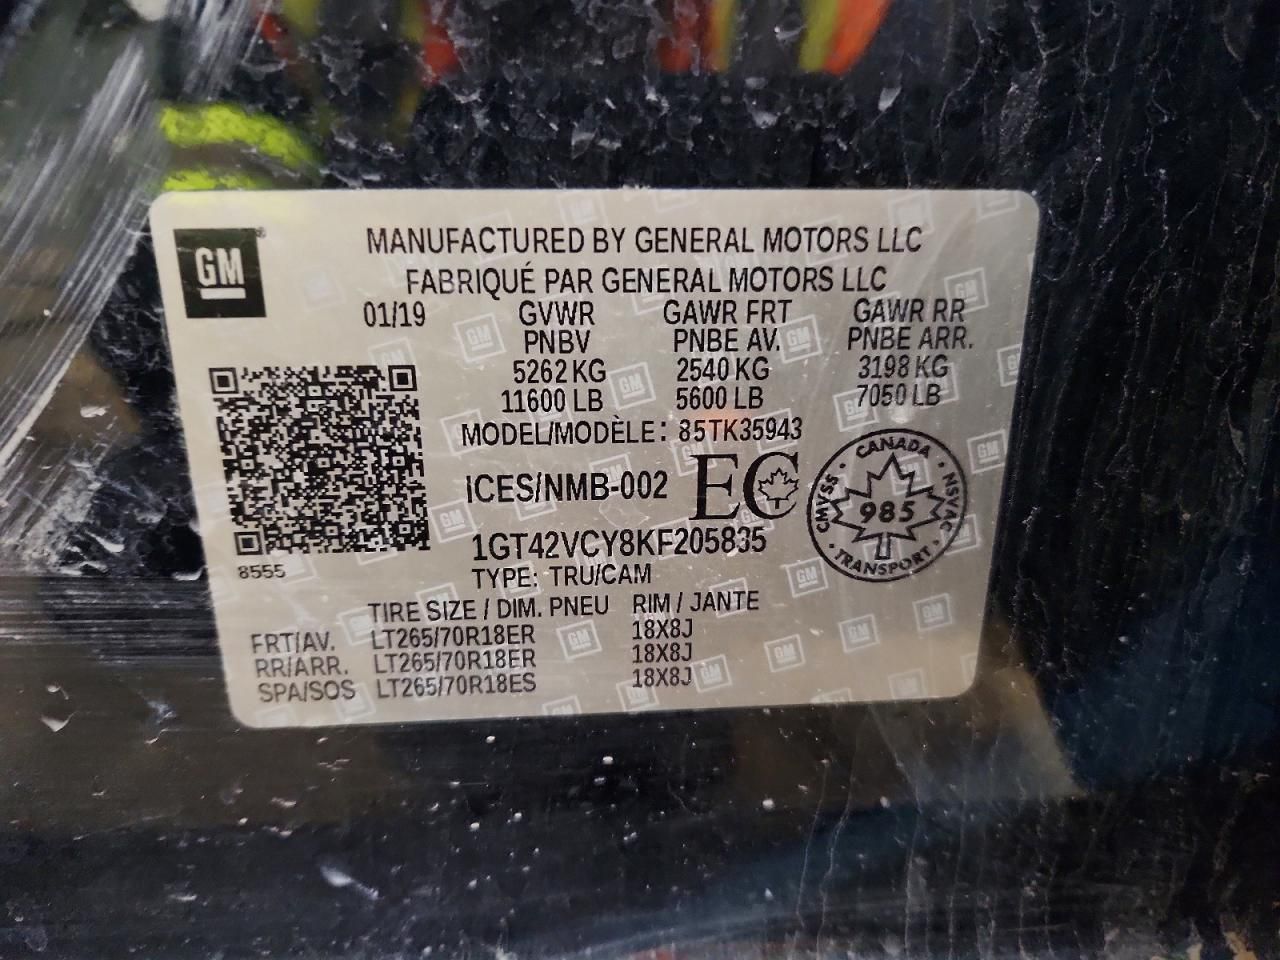 GM
MANUFACTURED BY GENERAL MOTORS LLC
FABRIQUÉ PAR GENERAL MOTORS LLC
01/19 GVWR GAWR FRT GAWR RR
PNBV PNBE AV. PNBE ARR.
5262 KG 2540 KG 3198 KG
11600 LB 5600 LB 7050 LB
MODEL/MODÈLE: 85TK35943
ICES/NMB-002 EC
CANADA
CMVSS 985 NSVAC
TRANSPORT
1GT42VCY8KF205835
8555
TYPE: TRU/CAM
TIRE SIZE / DIM. PNEU RIM / JANTE
FRT/AV. LT265/70R18ER 18X8J
RR/ARR. LT265/70R18ER 18X8J
SPA/SOS LT265/70R18ES 18X8J